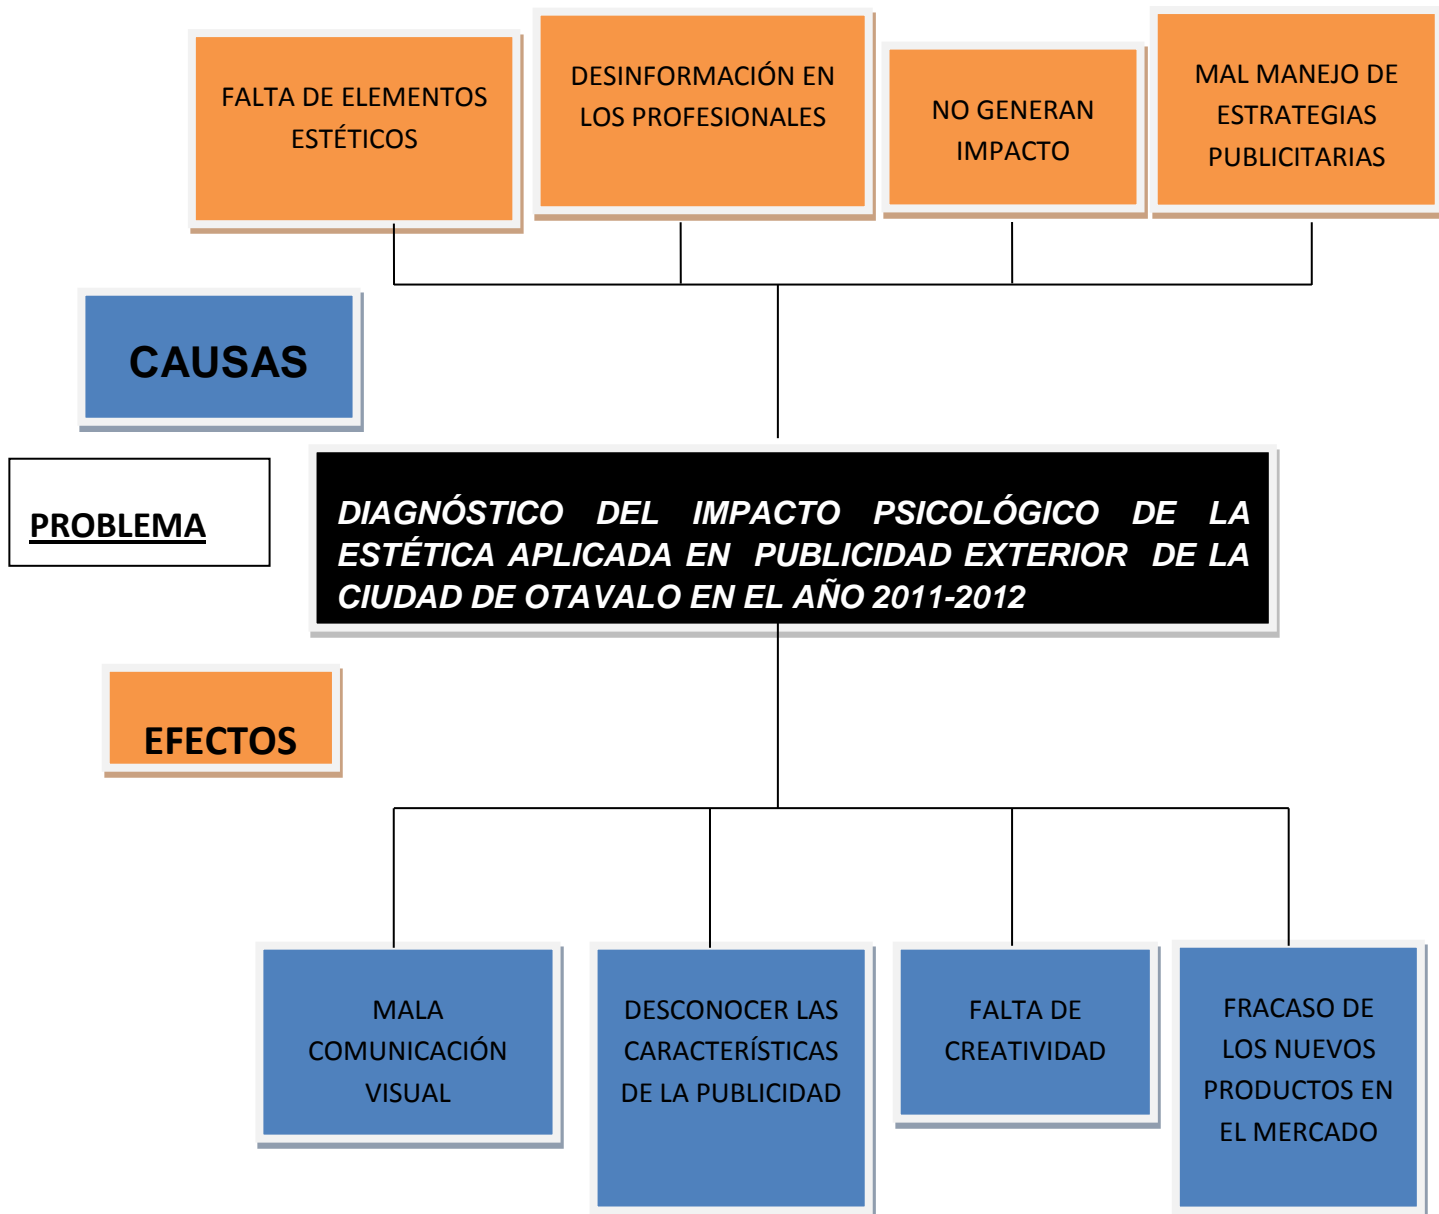 FALTA DE ELEMENTOS
ESTÉTICOS
DESINFORMACIÓN EN
LOS PROFESIONALES
NO GENERAN
IMPACTO
MAL MANEJO DE
ESTRATEGIAS
PUBLICITARIAS
CAUSAS
PROBLEMA
DIAGNÓSTICO DEL IMPACTO PSICOLÓGICO DE LA
ESTÉTICA APLICADA EN PUBLICIDAD EXTERIOR DE LA
CIUDAD DE OTAVALO EN EL AÑO 2011-2012
EFECTOS
MALA
COMUNICACIÓN
VISUAL
DESCONOCER LAS
CARACTERÍSTICAS
DE LA PUBLICIDAD
FALTA DE
CREATIVIDAD
FRACASO DE
LOS NUEVOS
PRODUCTOS EN
EL MERCADO